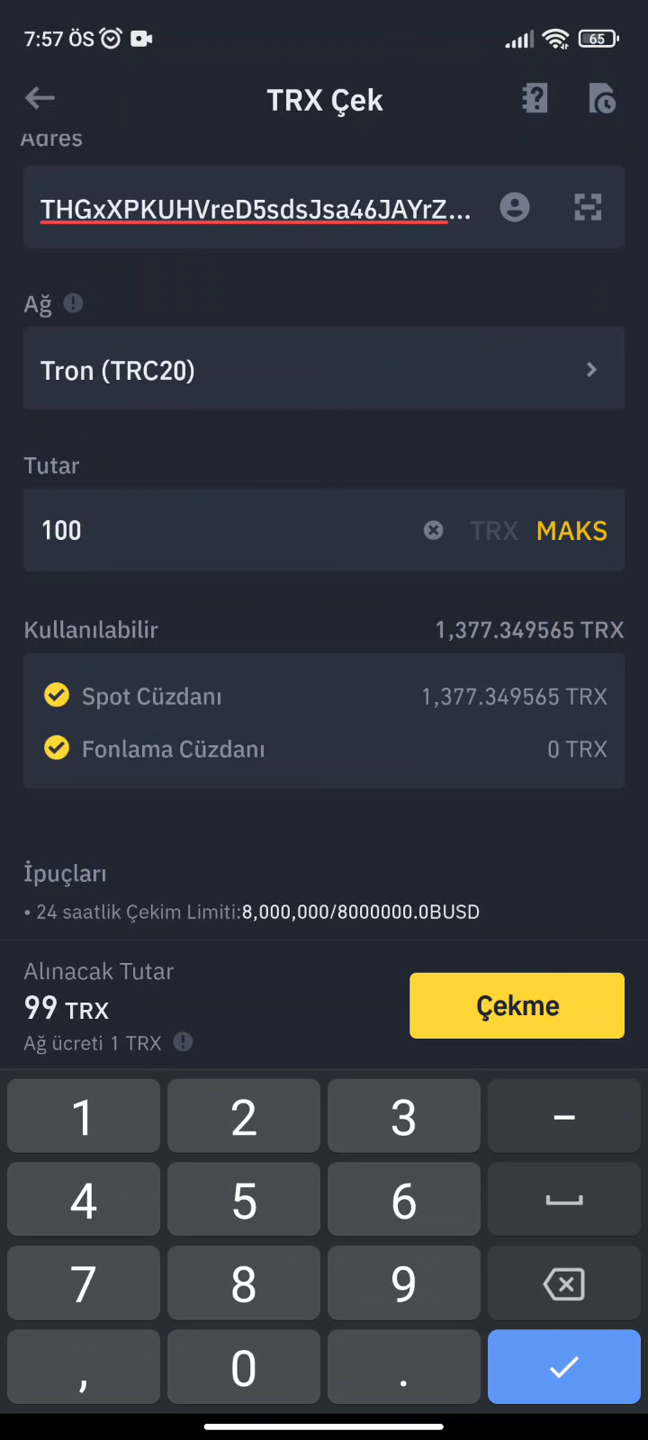 7:57 ÖS
65
TRX Çek
Adres
THGxXPKUHVreD5sdsJsa46JAYrZ...
Ağ
Tron (TRC20)
Tutar
100 TRX MAKS
Kullanılabilir 1,377.349565 TRX
Spot Cüzdanı 1,377.349565 TRX
Fonlama Cüzdanı 0 TRX
İpuçları
• 24 saatlik Çekim Limiti:8,000,000/8000000.0BUSD
Alınacak Tutar
99 TRX
Çekme
Ağ ücreti 1 TRX
1 2 3 -
4 5 6
7 8 9
, 0 .